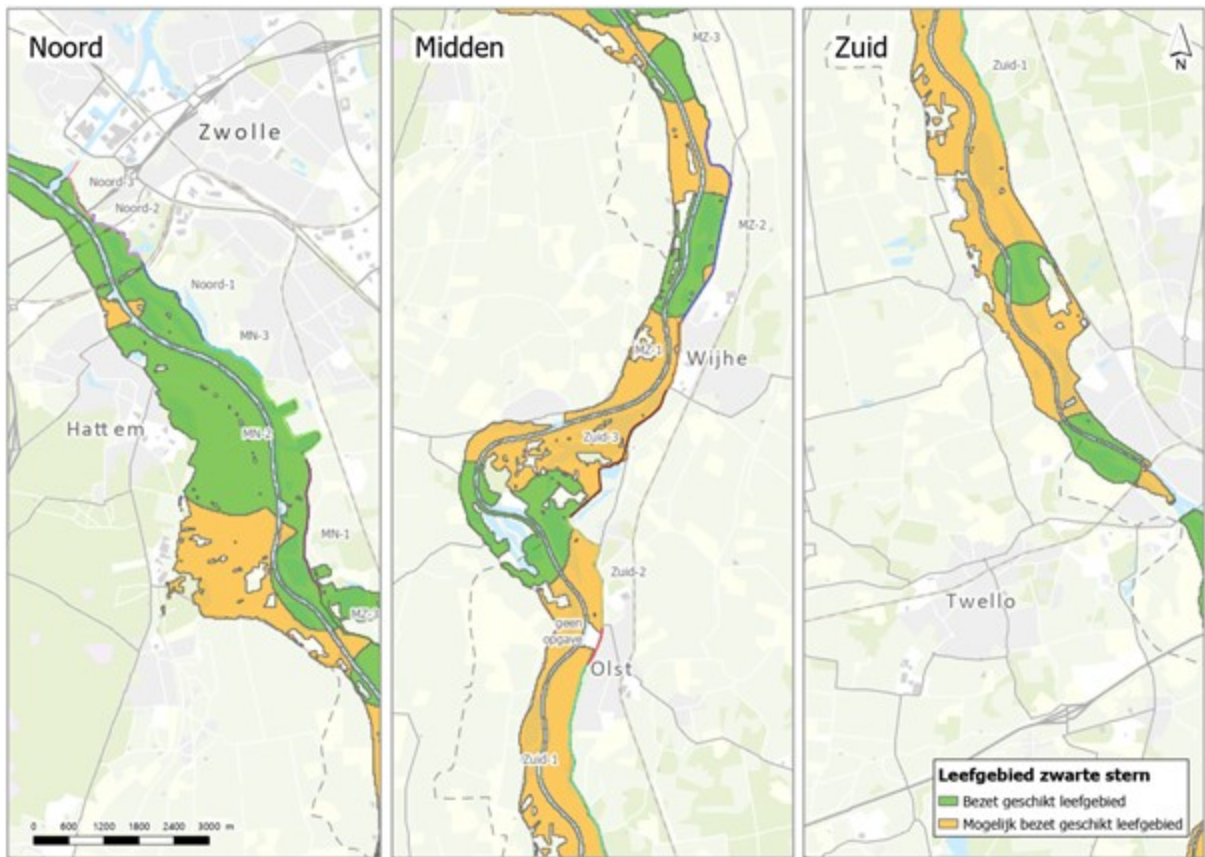 Noord
Zwolle
Noord-3
Noord-2
Noord-1
MN-3
Hattem
MN-2
MN-1
0 600 1200 1800 2400 3000 m
Midden
MZ-3
MZ-2
MZ-1
Wijhe
Zuid-3
Zuid-2
geen
opgave
Olst
Zuid-1
Zuid
N
Zuid-1
Twello
Leefgebied zwarte stern
Bezet geschikt leefgebied
Mogelijk bezet geschikt leefgebied